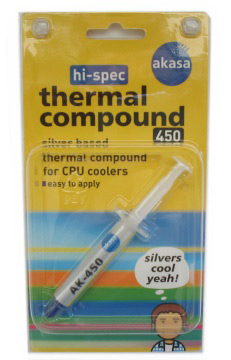 akasa
hi-spec
thermal
compound
450
silver based
thermal compound
for CPU coolers
easy to apply
akasa
AK-450
silvers
cool
yeah!